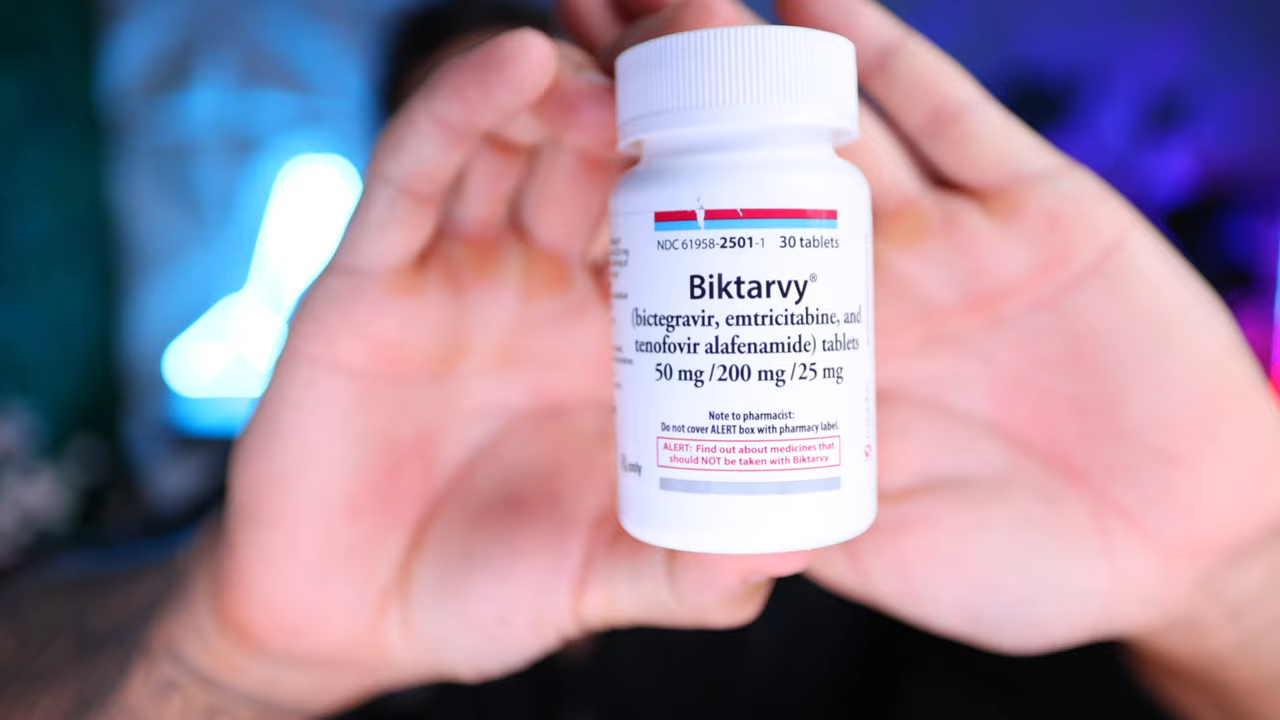 NDC 61958-2501-1 30 tablets
Biktarvy®
(bictegravir, emtricitabine, and
tenofovir alafenamide) tablets
50 mg/200 mg/25 mg
Note to pharmacist:
Do not cover ALERT box with pharmacy label.
ALERT: Find out about medicines that
should NOT be taken with Biktarvy
only